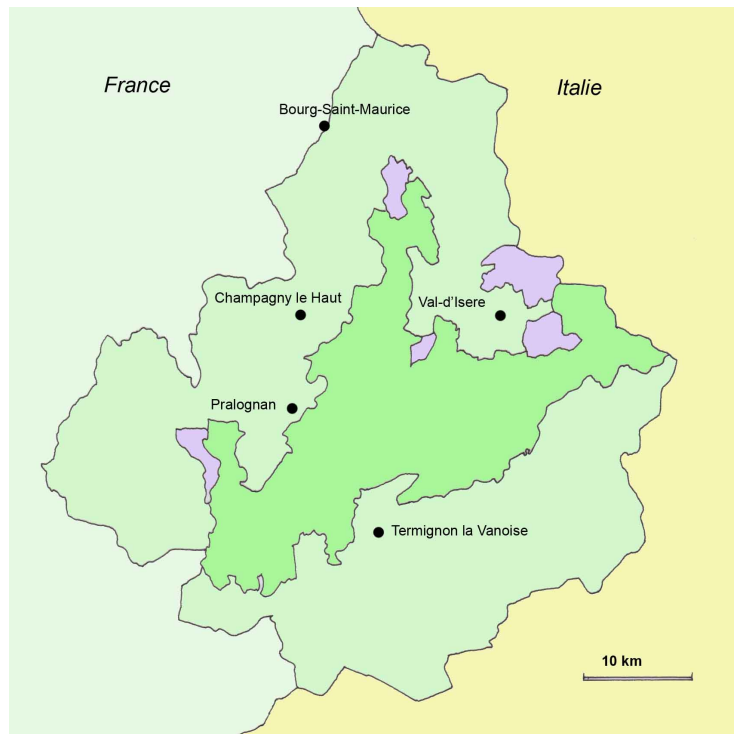 France
Italie
Bourg-Saint-Maurice
Champagny le Haut
Val-d'Isere
Pralognan
Termignon la Vanoise
10 km